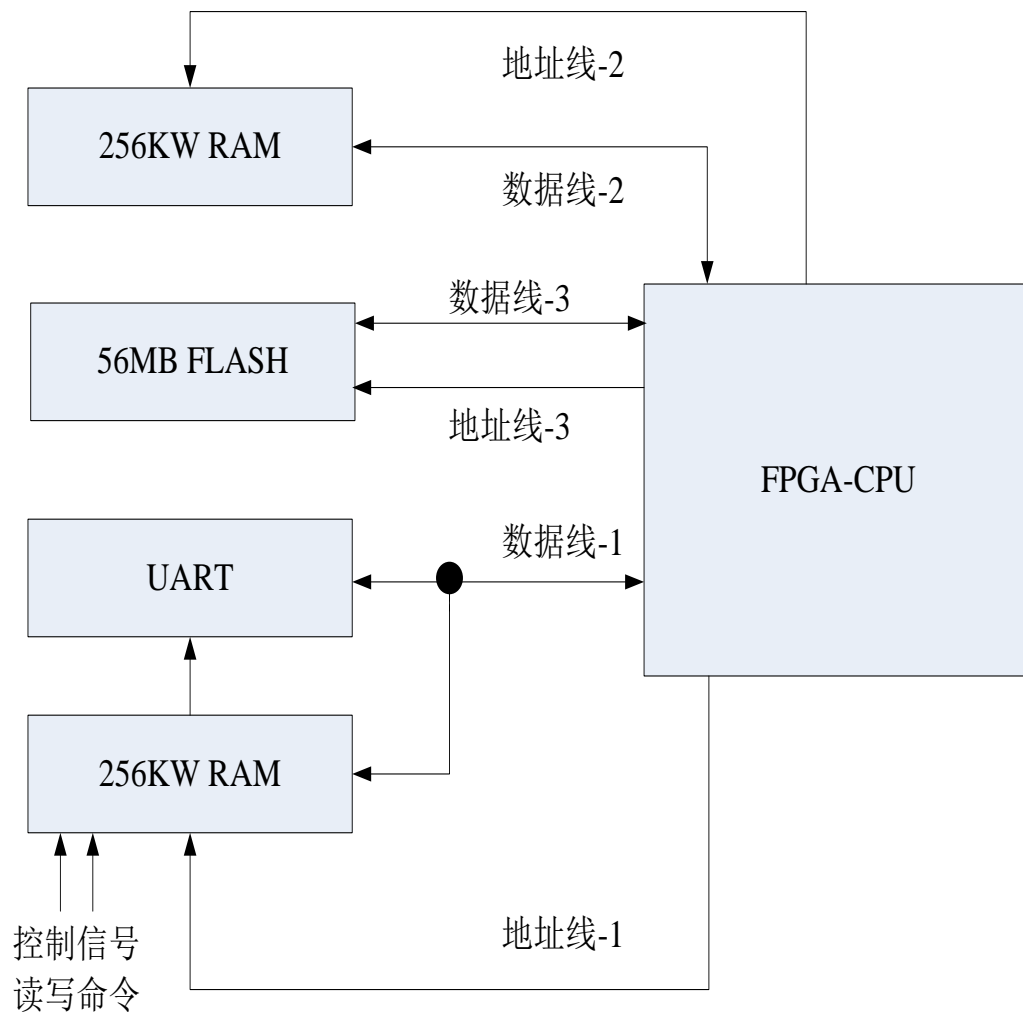 地址线-2
256KW RAM
数据线-2
数据线-3
56MB FLASH
地址线-3
FPGA-CPU
数据线-1
UART
256KW RAM
地址线-1
控制信号
读写命令